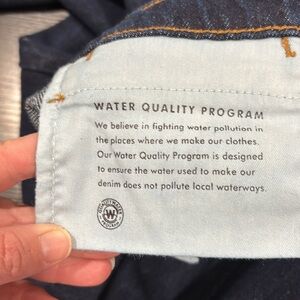 WATER QUALITY PROGRAM
We believe in fighting water pollution in
the places where we make our clothes.
Our Water Quality Program is designed
to ensure the water used to make our
denim does not pollute local waterways.
W